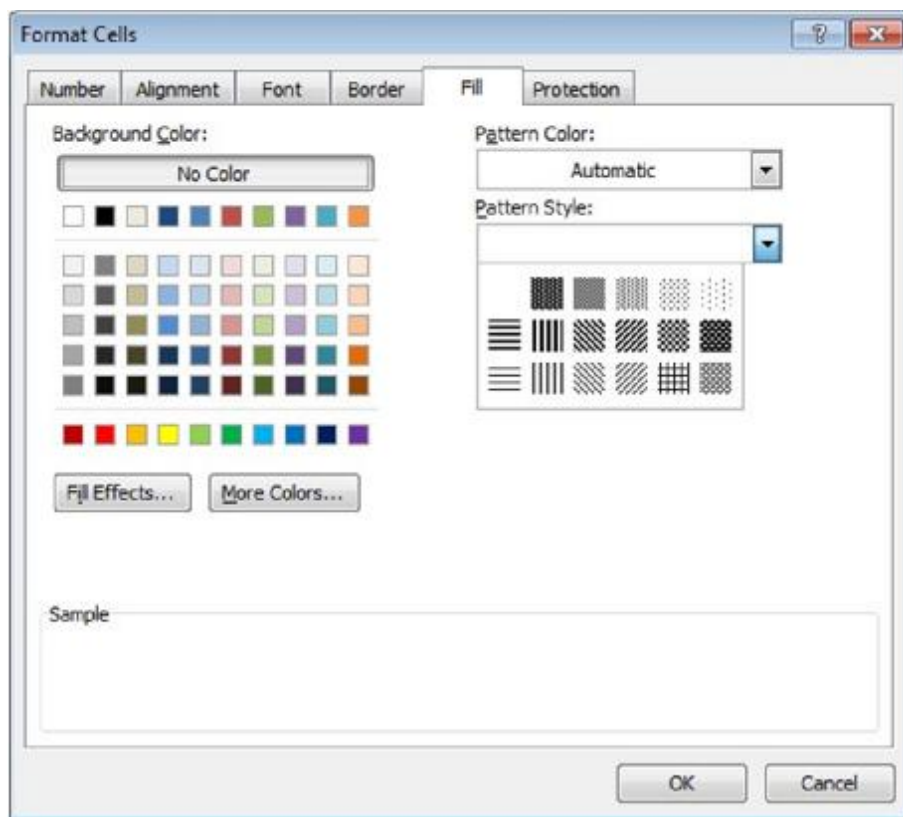 Format Cells
Number Alignment Font Border Fill Protection
Background Color:
No Color
Pattern Color:
Automatic
Pattern Style:
Fill Effects... More Colors...
Sample
OK Cancel